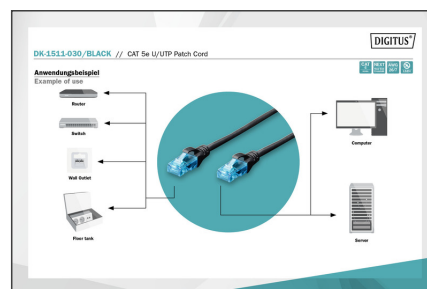 DIGITUS®
DK-1511-030/BLACK // CAT 5e U/UTP Patch Cord
Anwendungsbeispiel
Example of use
Router
Switch
Wall Outlet
Floor tank
Computer
Server